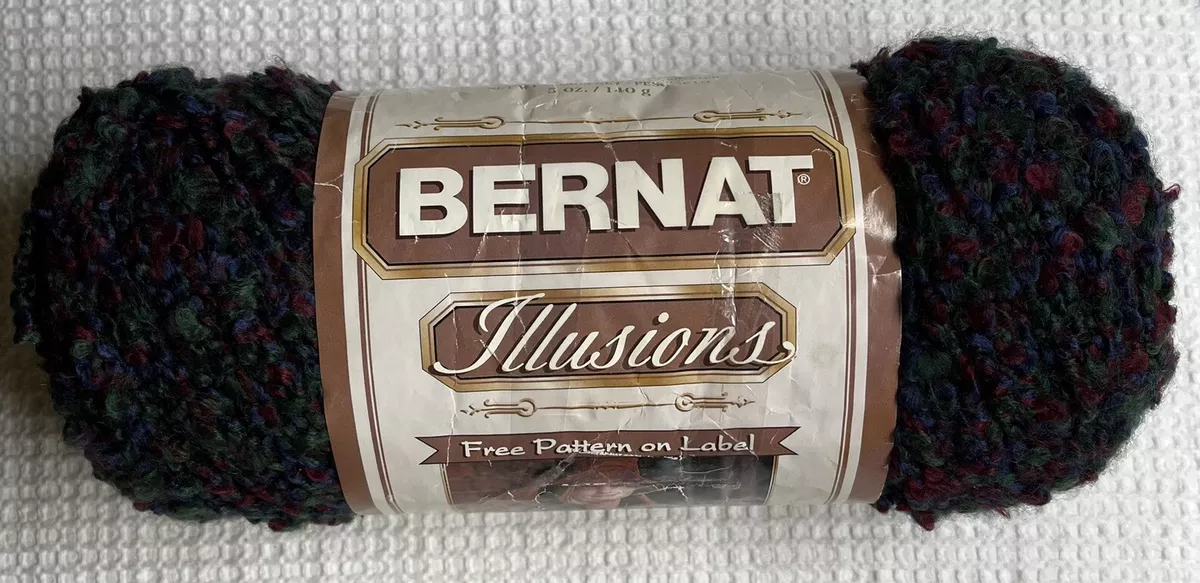 5 oz. / 140 g
BERNAT®
Illusions
Free Pattern on Label